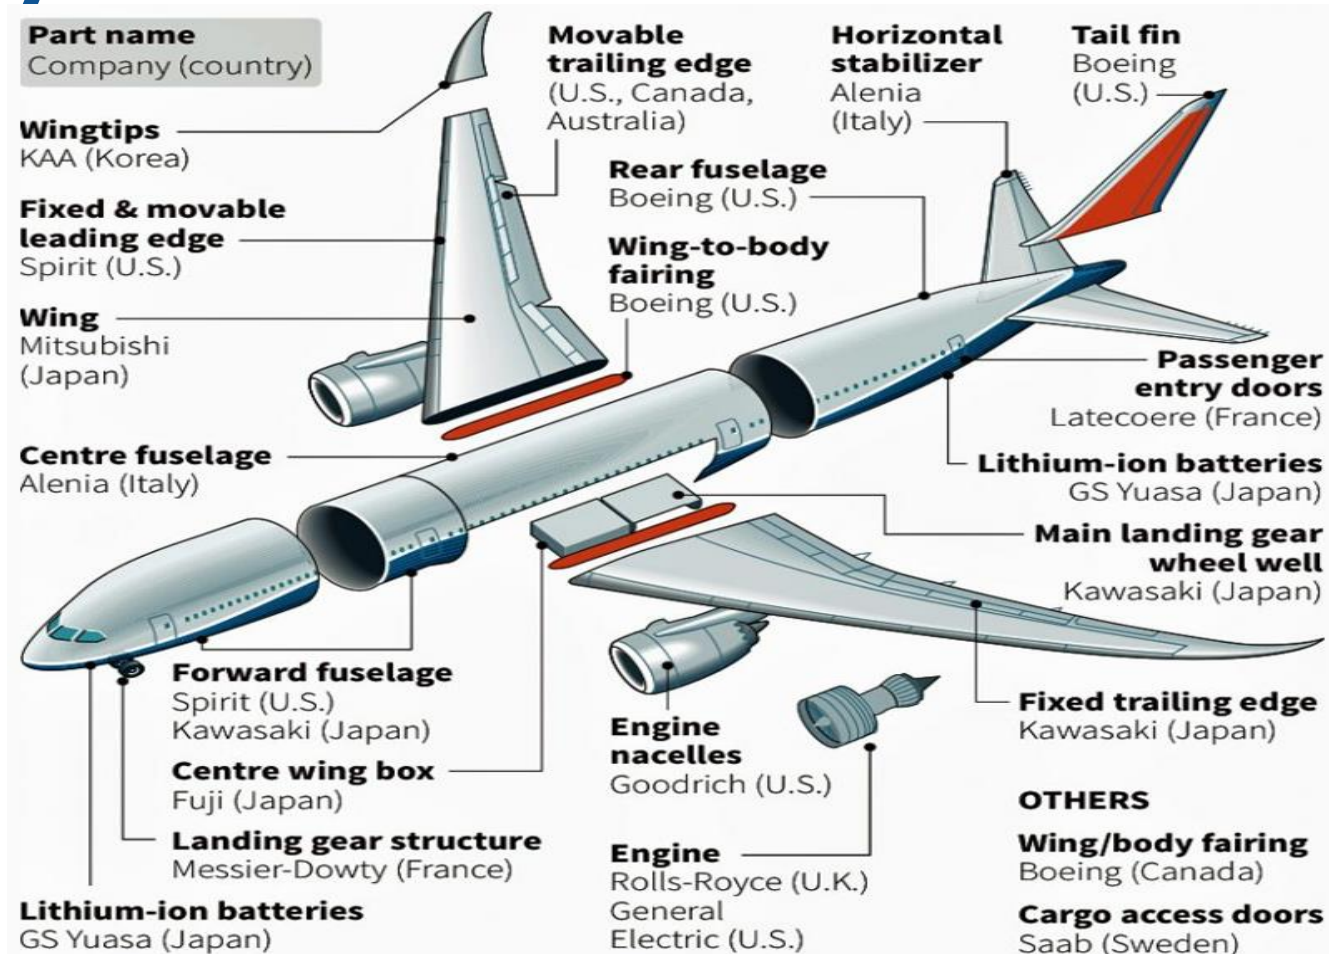 Part name
Company (country)
Wingtips
KAA (Korea)
Fixed & movable
leading edge
Spirit (U.S.)
Wing
Mitsubishi
(Japan)
Centre fuselage
Alenia (Italy)
Movable
trailing edge
(U.S., Canada,
Australia)
Rear fuselage
Boeing (U.S.)
Wing-to-body
fairing
Boeing (U.S.)
Horizontal
stabilizer
Alenia
(Italy)
Tail fin
Boeing
(U.S.)
Passenger
entry doors
Latecoere (France)
Lithium-ion batteries
GS Yuasa (Japan)
Main landing gear
wheel well
Kawasaki (Japan)
Forward fuselage
Spirit (U.S.)
Kawasaki (Japan)
Centre wing box
Fuji (Japan)
Landing gear structure
Messier-Dowty (France)
Lithium-ion batteries
GS Yuasa (Japan)
Engine
nacelles
Goodrich (U.S.)
Engine
Rolls-Royce (U.K.)
General
Electric (U.S.)
Fixed trailing edge
Kawasaki (Japan)
OTHERS
Wing/body fairing
Boeing (Canada)
Cargo access doors
Saab (Sweden)